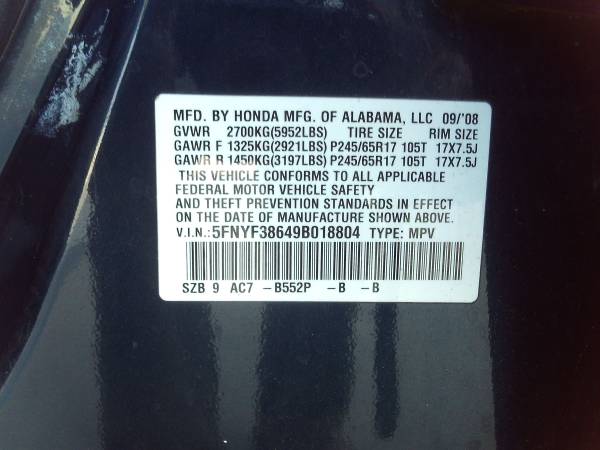 MFD. BY HONDA MFG. OF ALABAMA, LLC 09/'08
GVWR 2700KG(5952LBS) TIRE SIZE RIM SIZE
GAWR F 1325KG(2921LBS) P245/65R17 105T 17X7.5J
GAWR R 1450KG(3197LBS) P245/65R17 105T 17X7.5J
THIS VEHICLE CONFORMS TO ALL APPLICABLE
FEDERAL MOTOR VEHICLE SAFETY
AND THEFT PREVENTION STANDARDS IN EFFECT
ON THE DATE OF MANUFACTURE SHOWN ABOVE.
V.I.N.: 5FNYF38649B018804 TYPE: MPV
SZB 9 AC7 -B552P -B -B